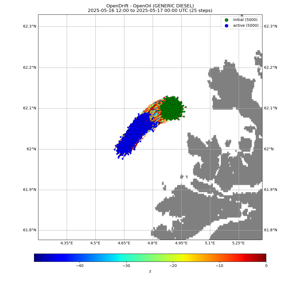 OpenDrift - OpenOil (GENERIC DIESEL)
2025-05-16 12:00 to 2025-05-17 00:00 UTC (25 steps)
initial (5000)
active (5000)
62.3°N
62.3°N
62.2°N
62.2°N
62.1°N
62.1°N
62°N
62°N
61.9°N
61.9°N
61.8°N
61.8°N
4.35°E
4.5°E
4.65°E
4.8°E
4.95°E
5.1°E
5.25°E
−40
−30
−20
−10
0
z